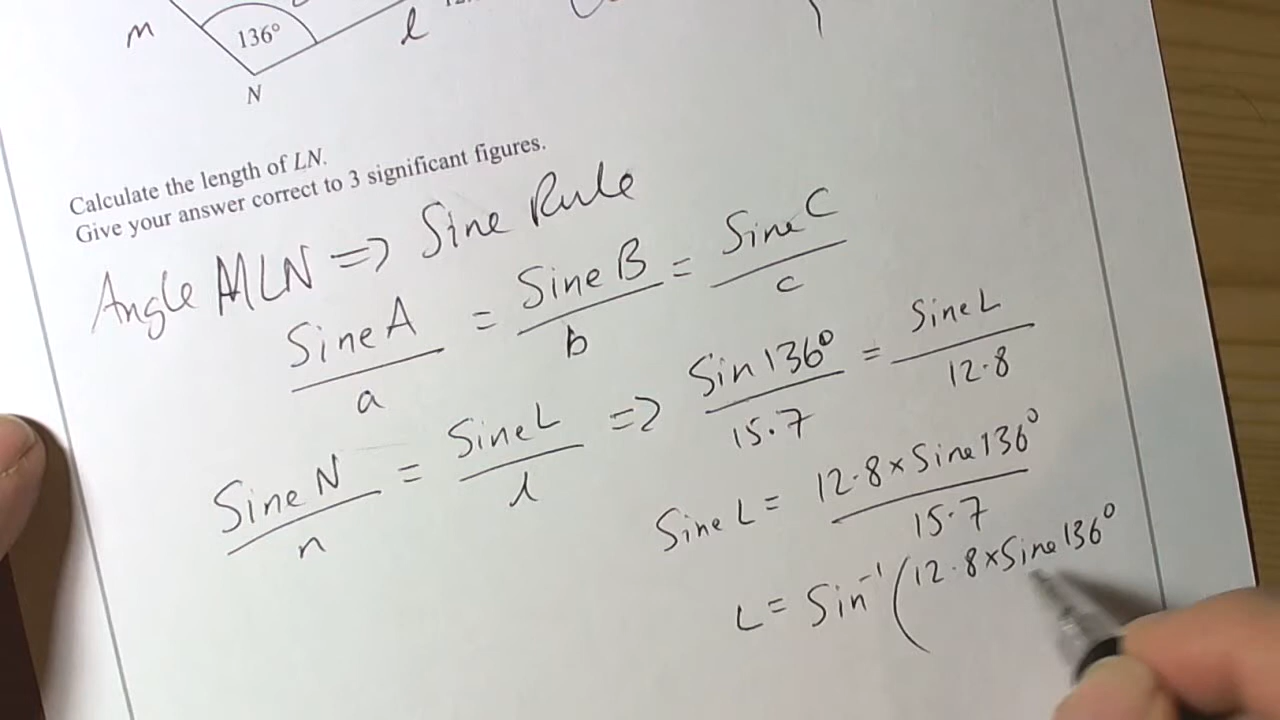 m
136°
l
N
Calculate the length of LN.
Give your answer correct to 3 significant figures.
Angle MLN => Sine Rule
Sine A / a = Sine B / b = Sine C / c
Sine N / n = Sine L / l => Sin 136° / 15.7 = Sine L / 12.8
Sine L = 12.8 × Sine 136° / 15.7
L = Sin⁻¹ ( 12.8 × Sine 136°